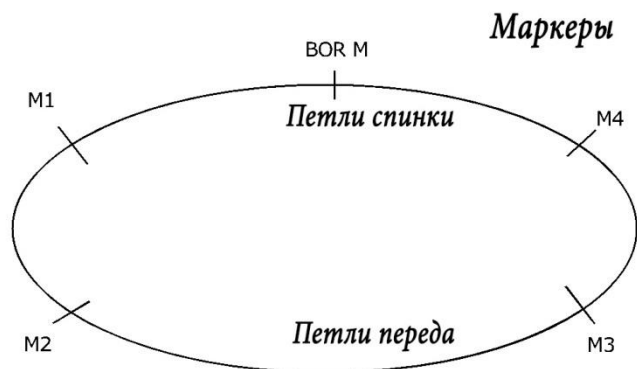 Маркеры
BOR M
M1
Петли спинки
M4
M2
Петли переда
M3